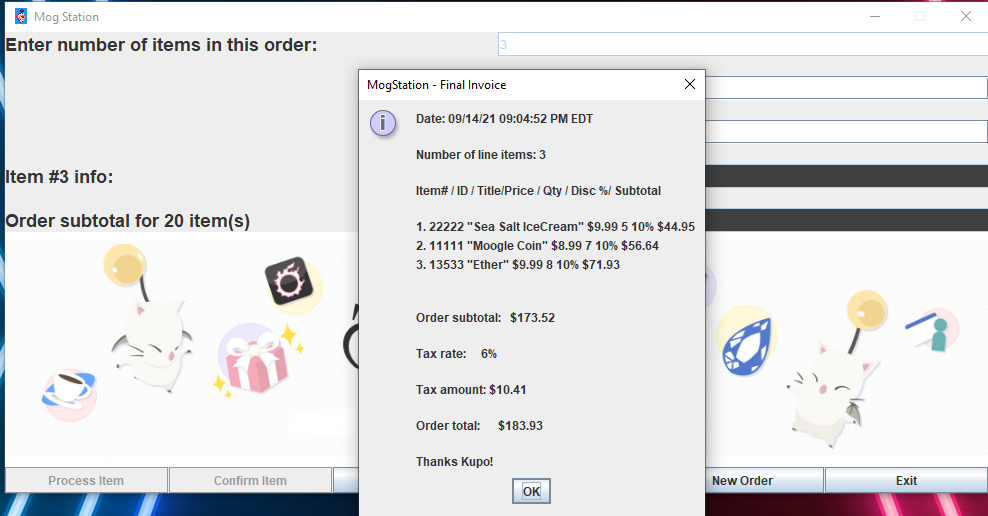 Mog Station
Enter number of items in this order:
3
MogStation - Final Invoice
Date: 09/14/21 09:04:52 PM EDT
Number of line items: 3
Item# / ID / Title/Price / Qty / Disc %/ Subtotal
1. 22222 "Sea Salt IceCream" $9.99 5 10% $44.95
2. 11111 "Moogle Coin" $8.99 7 10% $56.64
3. 13533 "Ether" $9.99 8 10% $71.93
Item #3 info:
Order subtotal for 20 item(s)
Order subtotal: $173.52
Tax rate: 6%
Tax amount: $10.41
Order total: $183.93
Thanks Kupo!
OK
Process Item
Confirm Item
New Order
Exit